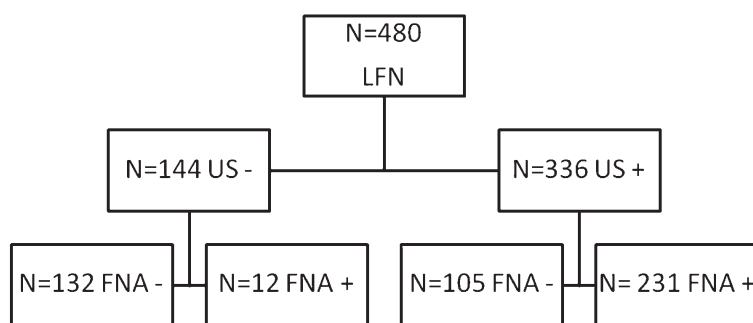 N=480
LFN
N=144 US -
N=336 US +
N=132 FNA -
N=12 FNA +
N=105 FNA -
N= 231 FNA +